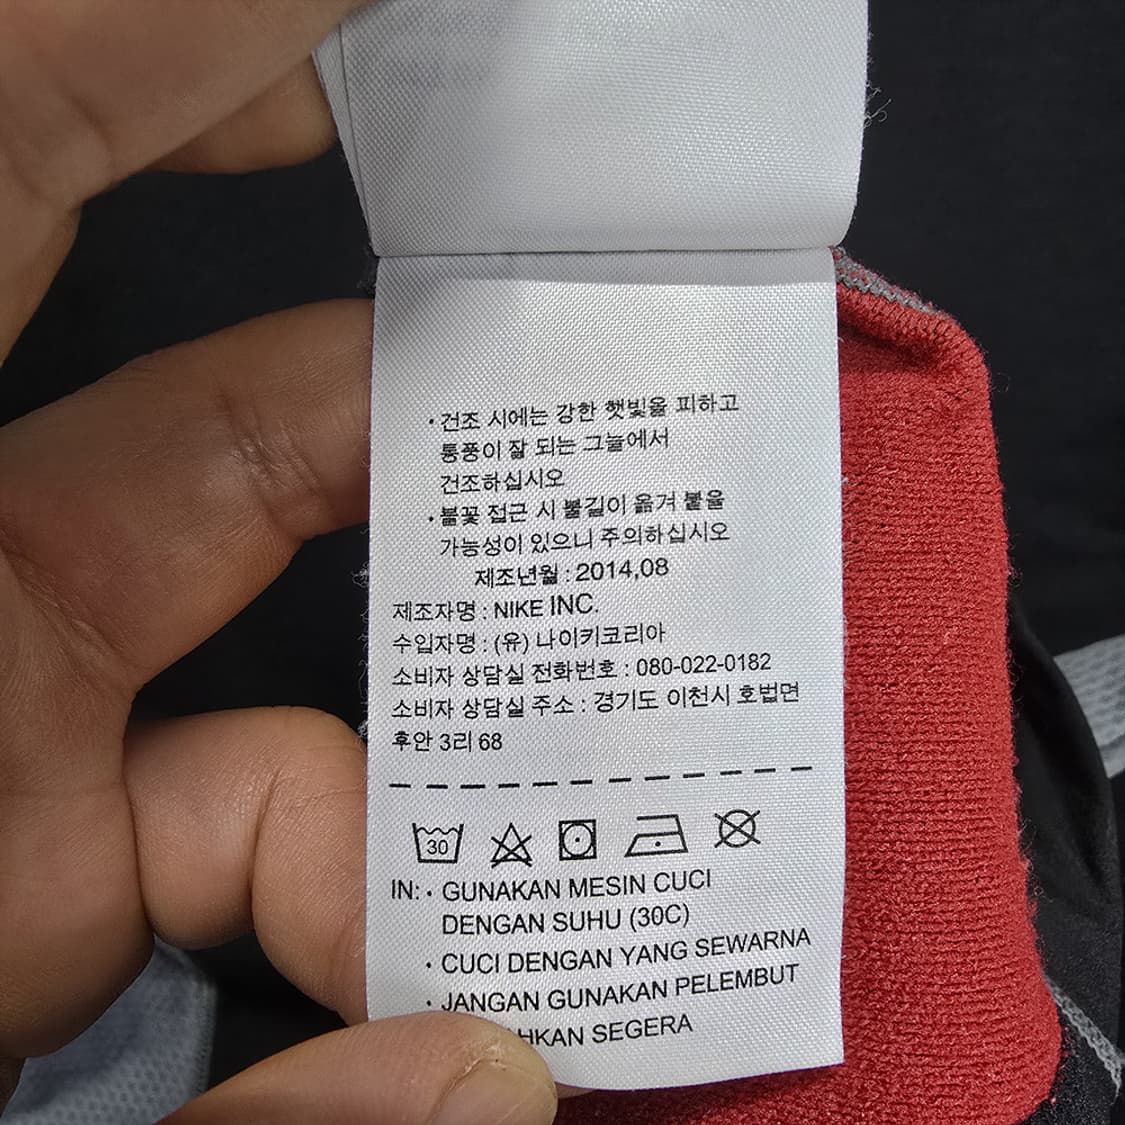 · 건조 시에는 강한 햇빛을 피하고
통풍이 잘 되는 그늘에서
건조하십시오
· 불꽃 접근 시 불길이 옮겨 붙을
가능성이 있으니 주의하십시오
제조년월 : 2014,08
제조자명 : NIKE INC.
수입자명 : (유) 나이키코리아
소비자 상담실 전화번호 : 080-022-0182
소비자 상담실 주소 : 경기도 이천시 호법면
후안 3리 68
30
IN: · GUNAKAN MESIN CUCI
DENGAN SUHU (30C)
· CUCI DENGAN YANG SEWARNA
· JANGAN GUNAKAN PELEMBUT
SEGERA